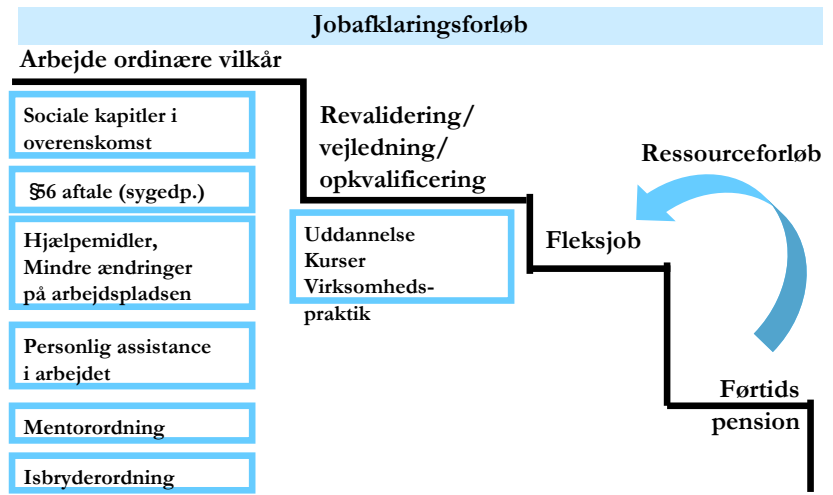 Jobafklaringsforløb
Arbejde ordinære vilkår
Sociale kapitler i
overenskomst
§56 aftale (sygedp.)
Hjælpemidler,
Mindre ændringer
på arbejdspladsen
Personlig assistance
i arbejdet
Mentorordning
Isbryderordning
Revalidering/
vejledning/
opkvalificering
Uddannelse
Kurser
Virksomheds-
praktik
Fleksjob
Ressourceforløb
Førtids
pension